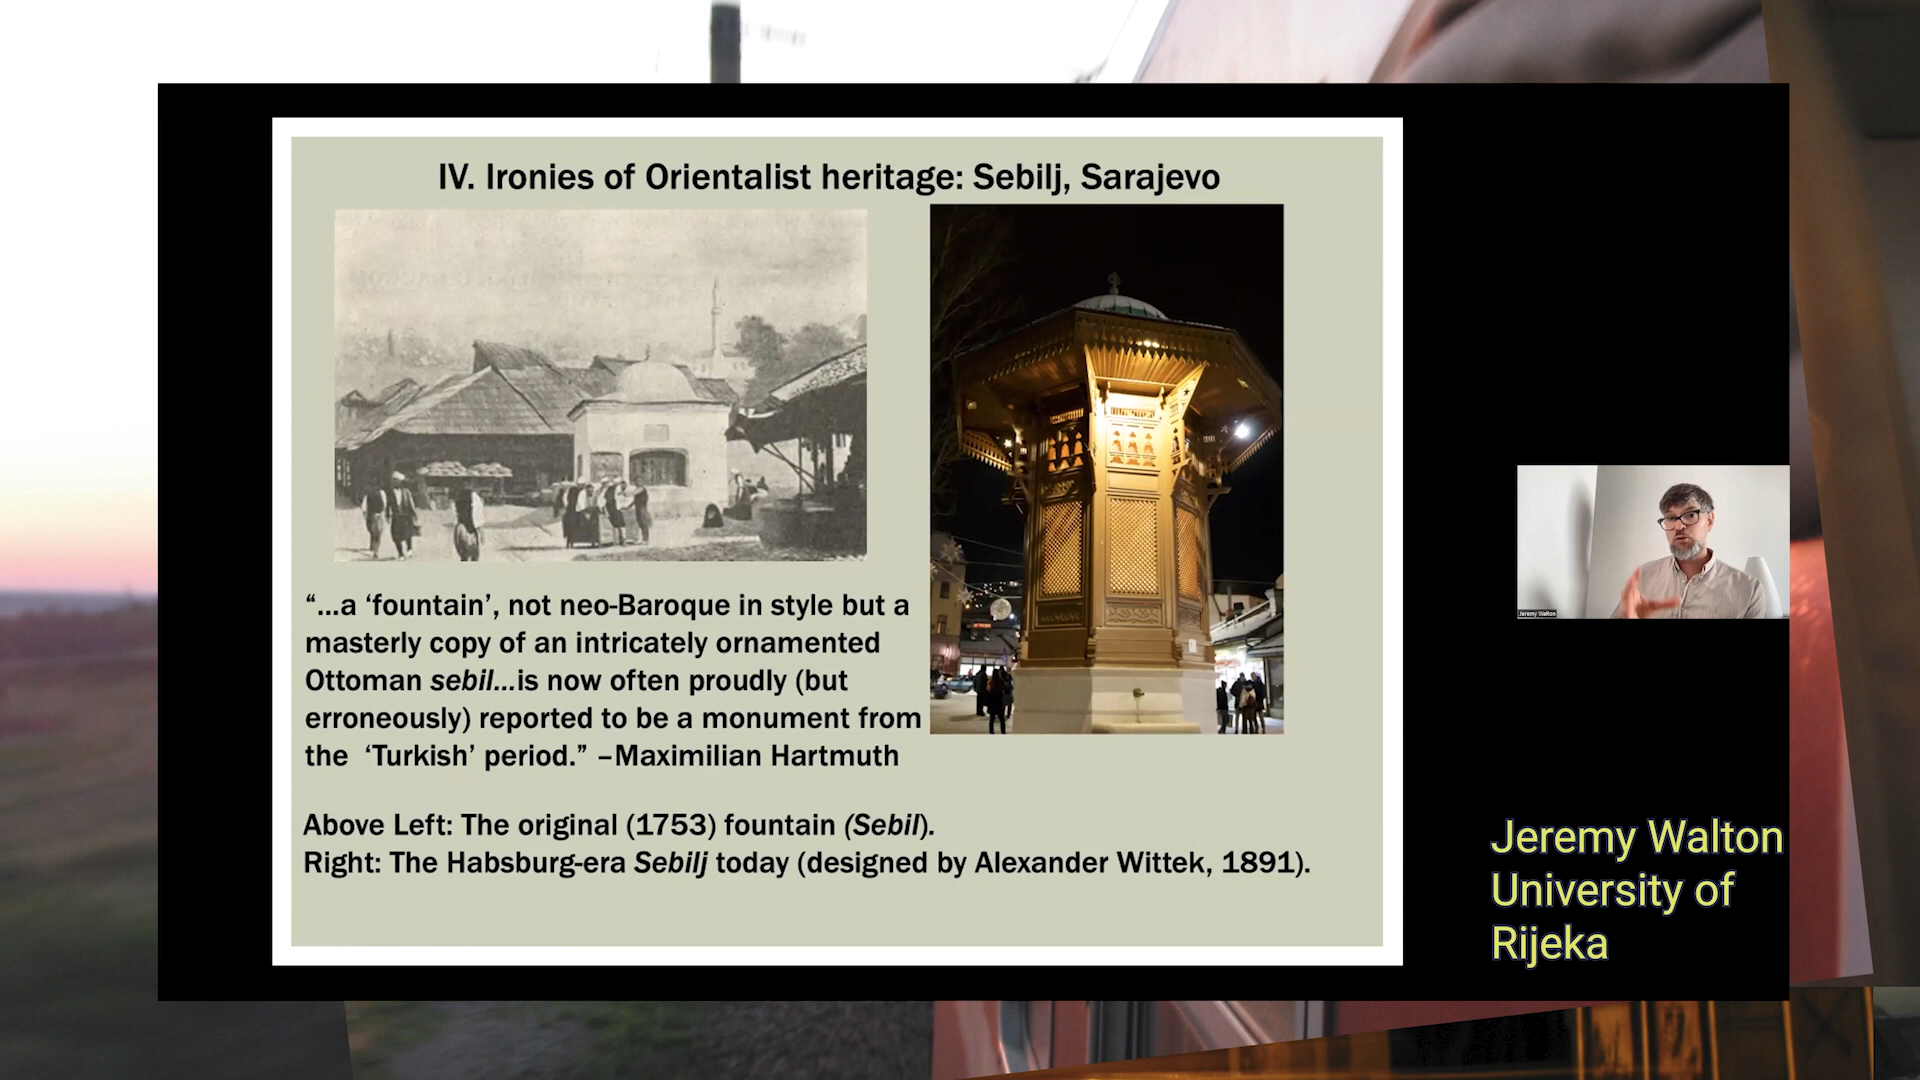 IV. Ironies of Orientalist heritage: Sebilj, Sarajevo
“...a ‘fountain’, not neo-Baroque in style but a
masterly copy of an intricately ornamented
Ottoman sebil...is now often proudly (but
erroneously) reported to be a monument from
the ‘Turkish’ period.” –Maximilian Hartmuth
Above Left: The original (1753) fountain (Sebil).
Right: The Habsburg-era Sebilj today (designed by Alexander Wittek, 1891).
Jeremy Walton
Jeremy Walton
University of
Rijeka